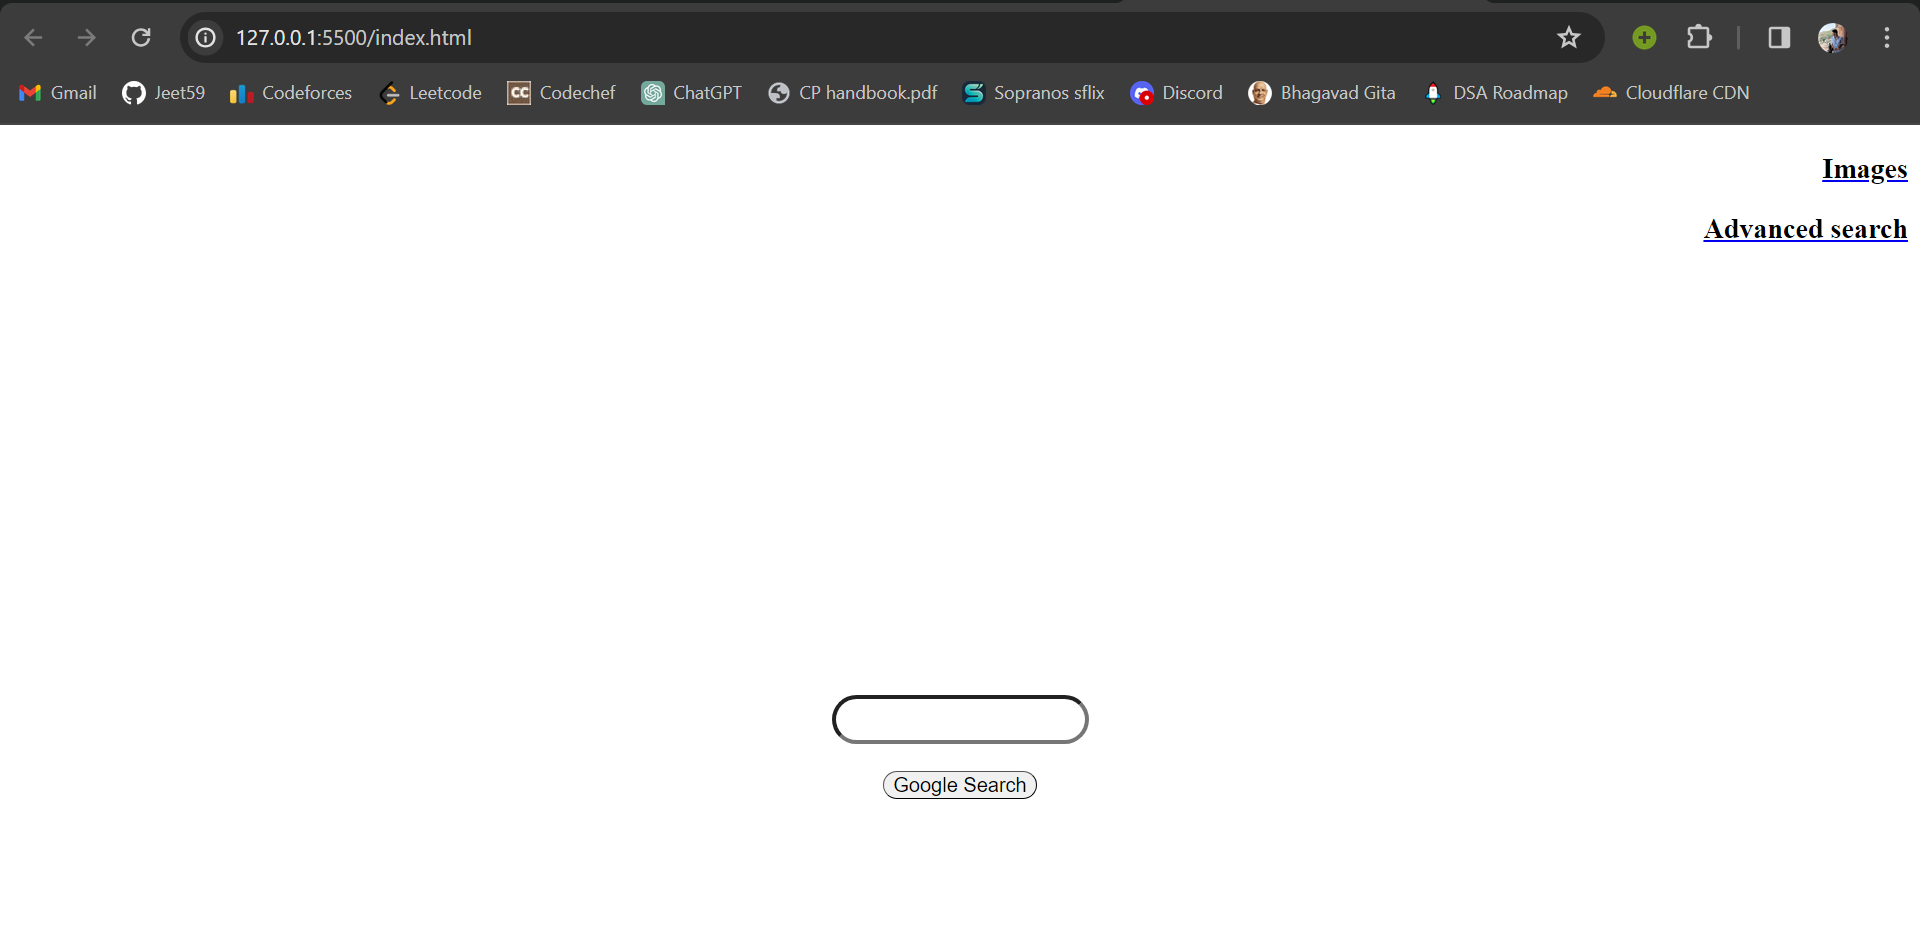 127.0.0.1:5500/index.html
Gmail Jeet59 Codeforces Leetcode CC Codechef ChatGPT CP handbook.pdf Sopranos sflix Discord Bhagavad Gita DSA Roadmap Cloudflare CDN
Images
Advanced search
Google Search